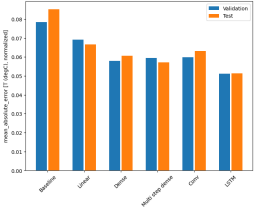 Validation
Test
mean_absolute_error [T (degC), normalized]
0.08
0.07
0.06
0.05
0.04
0.03
0.02
0.01
0.00
Baseline
Linear
Dense
Multi step dense
Conv
LSTM